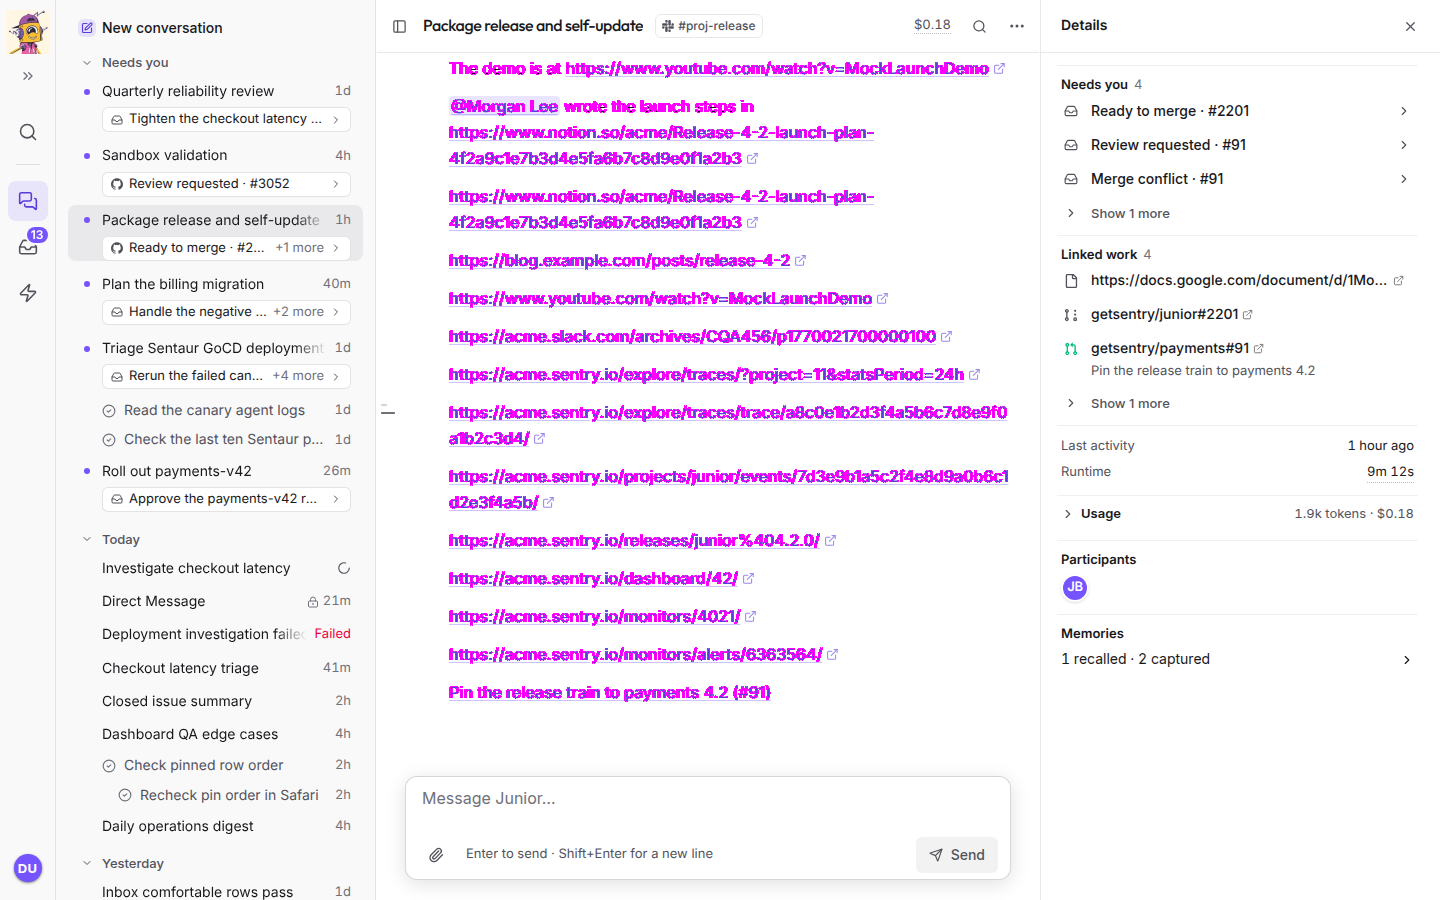 New conversation
Needs you
Quarterly reliability review 1d
Tighten the checkout latency ...
Sandbox validation 4h
Review requested · #3052
Package release and self-update 1h
Ready to merge · #2... +1 more
Plan the billing migration 40m
Handle the negative ... +2 more
Triage Sentaur GoCD deployment 1d
Rerun the failed can... +4 more
Read the canary agent logs 1d
Check the last ten Sentaur p... 1d
Roll out payments-v42 26m
Approve the payments-v42 r...
Today
Investigate checkout latency
Direct Message 21m
Deployment investigation failed Failed
Checkout latency triage 41m
Closed issue summary 2h
Dashboard QA edge cases 4h
Check pinned row order 2h
Recheck pin order in Safari 2h
Daily operations digest 4h
Yesterday
Inbox comfortable rows pass 1d
13
DU
Package release and self-update #proj-release $0.18
The demo is at https://www.youtube.com/watch?v=MockLaunchDemo
@Morgan Lee wrote the launch steps in
https://www.notion.so/acme/Release-4-2-launch-plan-
4f2a9c1e7b3d4e5fa6b7c8d9e0f1a2b3
https://www.notion.so/acme/Release-4-2-launch-plan-
4f2a9c1e7b3d4e5fa6b7c8d9e0f1a2b3
https://blog.example.com/posts/release-4-2
https://www.youtube.com/watch?v=MockLaunchDemo
https://acme.slack.com/archives/CQA456/p1770021700000100
https://acme.sentry.io/explore/traces/?project=11&statsPeriod=24h
https://acme.sentry.io/explore/traces/trace/a8c0e1b2d3f4a5b6c7d8e9f0
a1b2c3d4/
https://acme.sentry.io/projects/junior/events/7d3e9b1a5c2f4e8d9a0b6c1
d2e3f4a5b/
https://acme.sentry.io/releases/junior%404.2.0/
https://acme.sentry.io/dashboard/42/
https://acme.sentry.io/monitors/4021/
https://acme.sentry.io/monitors/alerts/6363564/
Pin the release train to payments 4.2 (#91)
Message Junior...
Enter to send · Shift+Enter for a new line
Send
Details
Needs you 4
Ready to merge · #2201
Review requested · #91
Merge conflict · #91
Show 1 more
Linked work 4
https://docs.google.com/document/d/1Mo...
getsentry/junior#2201
getsentry/payments#91
Pin the release train to payments 4.2
Show 1 more
Last activity 1 hour ago
Runtime 9m 12s
Usage 1.9k tokens · $0.18
Participants
JB
Memories
1 recalled · 2 captured